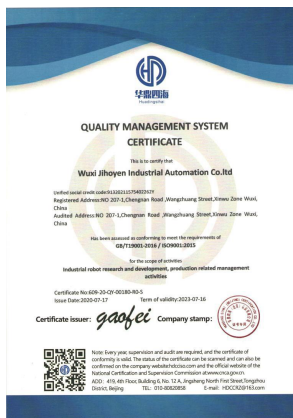 华鼎四海
Huadingsihai
QUALITY MANAGEMENT SYSTEM
CERTIFICATE
This is to certify that
Wuxi Jihoyen Industrial Automation Co.ltd
Unified social credit code:91320211575402262Y
Registered Address:NO 207-1,Chengnan Road ,Wangzhuang Street,Xinwu Zone Wuxi,
China
Audited Address:NO 207-1,Chengnan Road ,Wangzhuang Street,Xinwu Zone Wuxi,
China
Has been assessed as conforming to meet the requirements of
GB/T19001-2016 / ISO9001:2015
for the scope of activities
Industrial robot research and development, production related management
activities
Certificate No:609-20-QY-00180-R0-S
Issue Date:2020-07-17 Term of validity:2023-07-16
Certificate issuer: gaofei Company stamp:
Note: Every year, supervision and audit are required, and the certificate of
conformity is valid. The status of the certificate can be scanned and can also be
confirmed on the company website:hdcciso.com and the official website of the
National Certification and Supervision Commission at:www.cnca.gov.cn
ADD: 419, 4th Floor, Building 6, No. 12 A, Jingsheng North First Street,Tongzhou
District, Beijing TEL: 010-80820858 E-mail: HDCCRZ@163.com